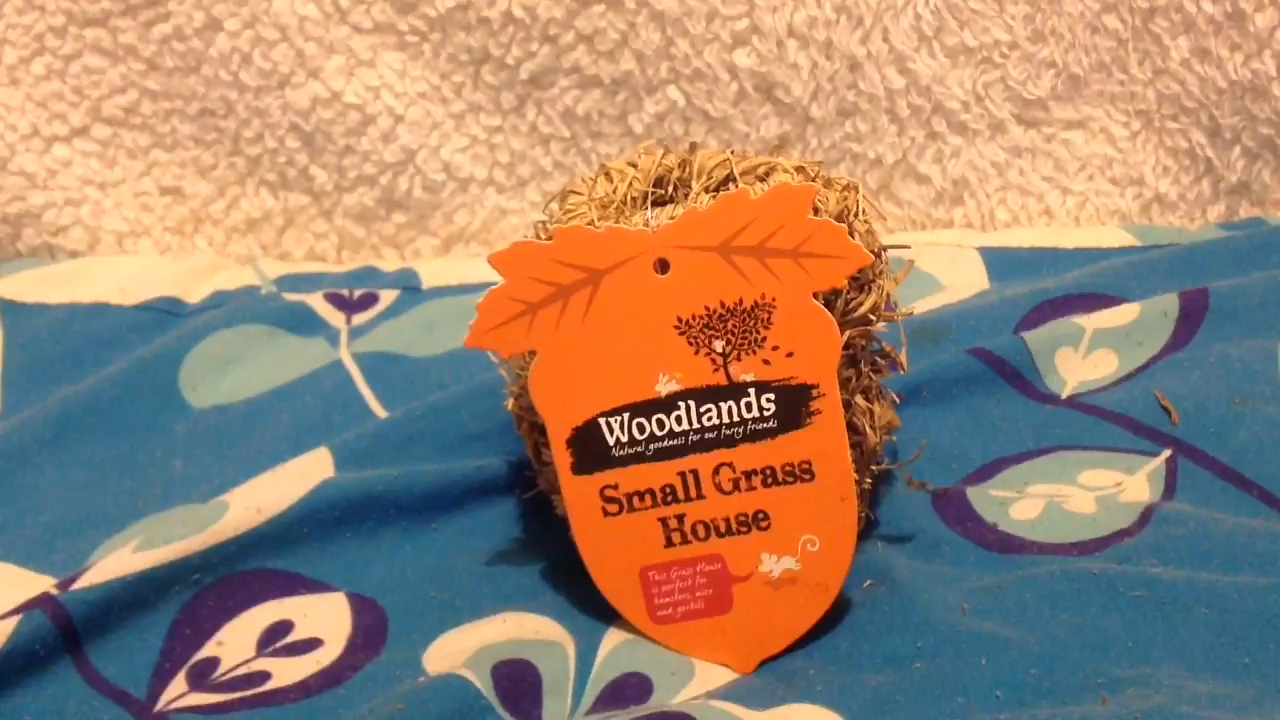 Woodlands
Natural goodness for our furry friends
Small Grass
House
This Grass House
is perfect for
hamsters, mice
and gerbils